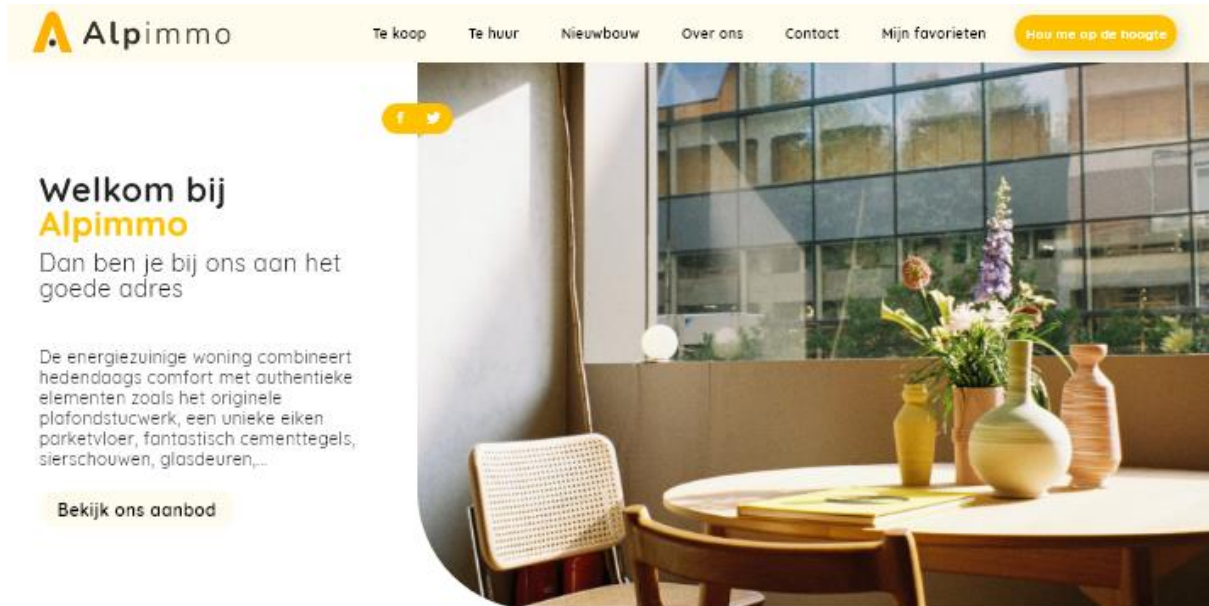 Alpimmo
Te koop
Te huur
Nieuwbouw
Over ons
Contact
Mijn favorieten
Hou me op de hoogte
Welkom bij
Alpimmo
Dan ben je bij ons aan het
goede adres
De energiezuinige woning combineert
hedendaags comfort met authentieke
elementen zoals het originele
plafondstucwerk, een unieke eiken
parketvloer, fantastisch cementtegels,
sierschouwen, glasdeuren,...
Bekijk ons aanbod